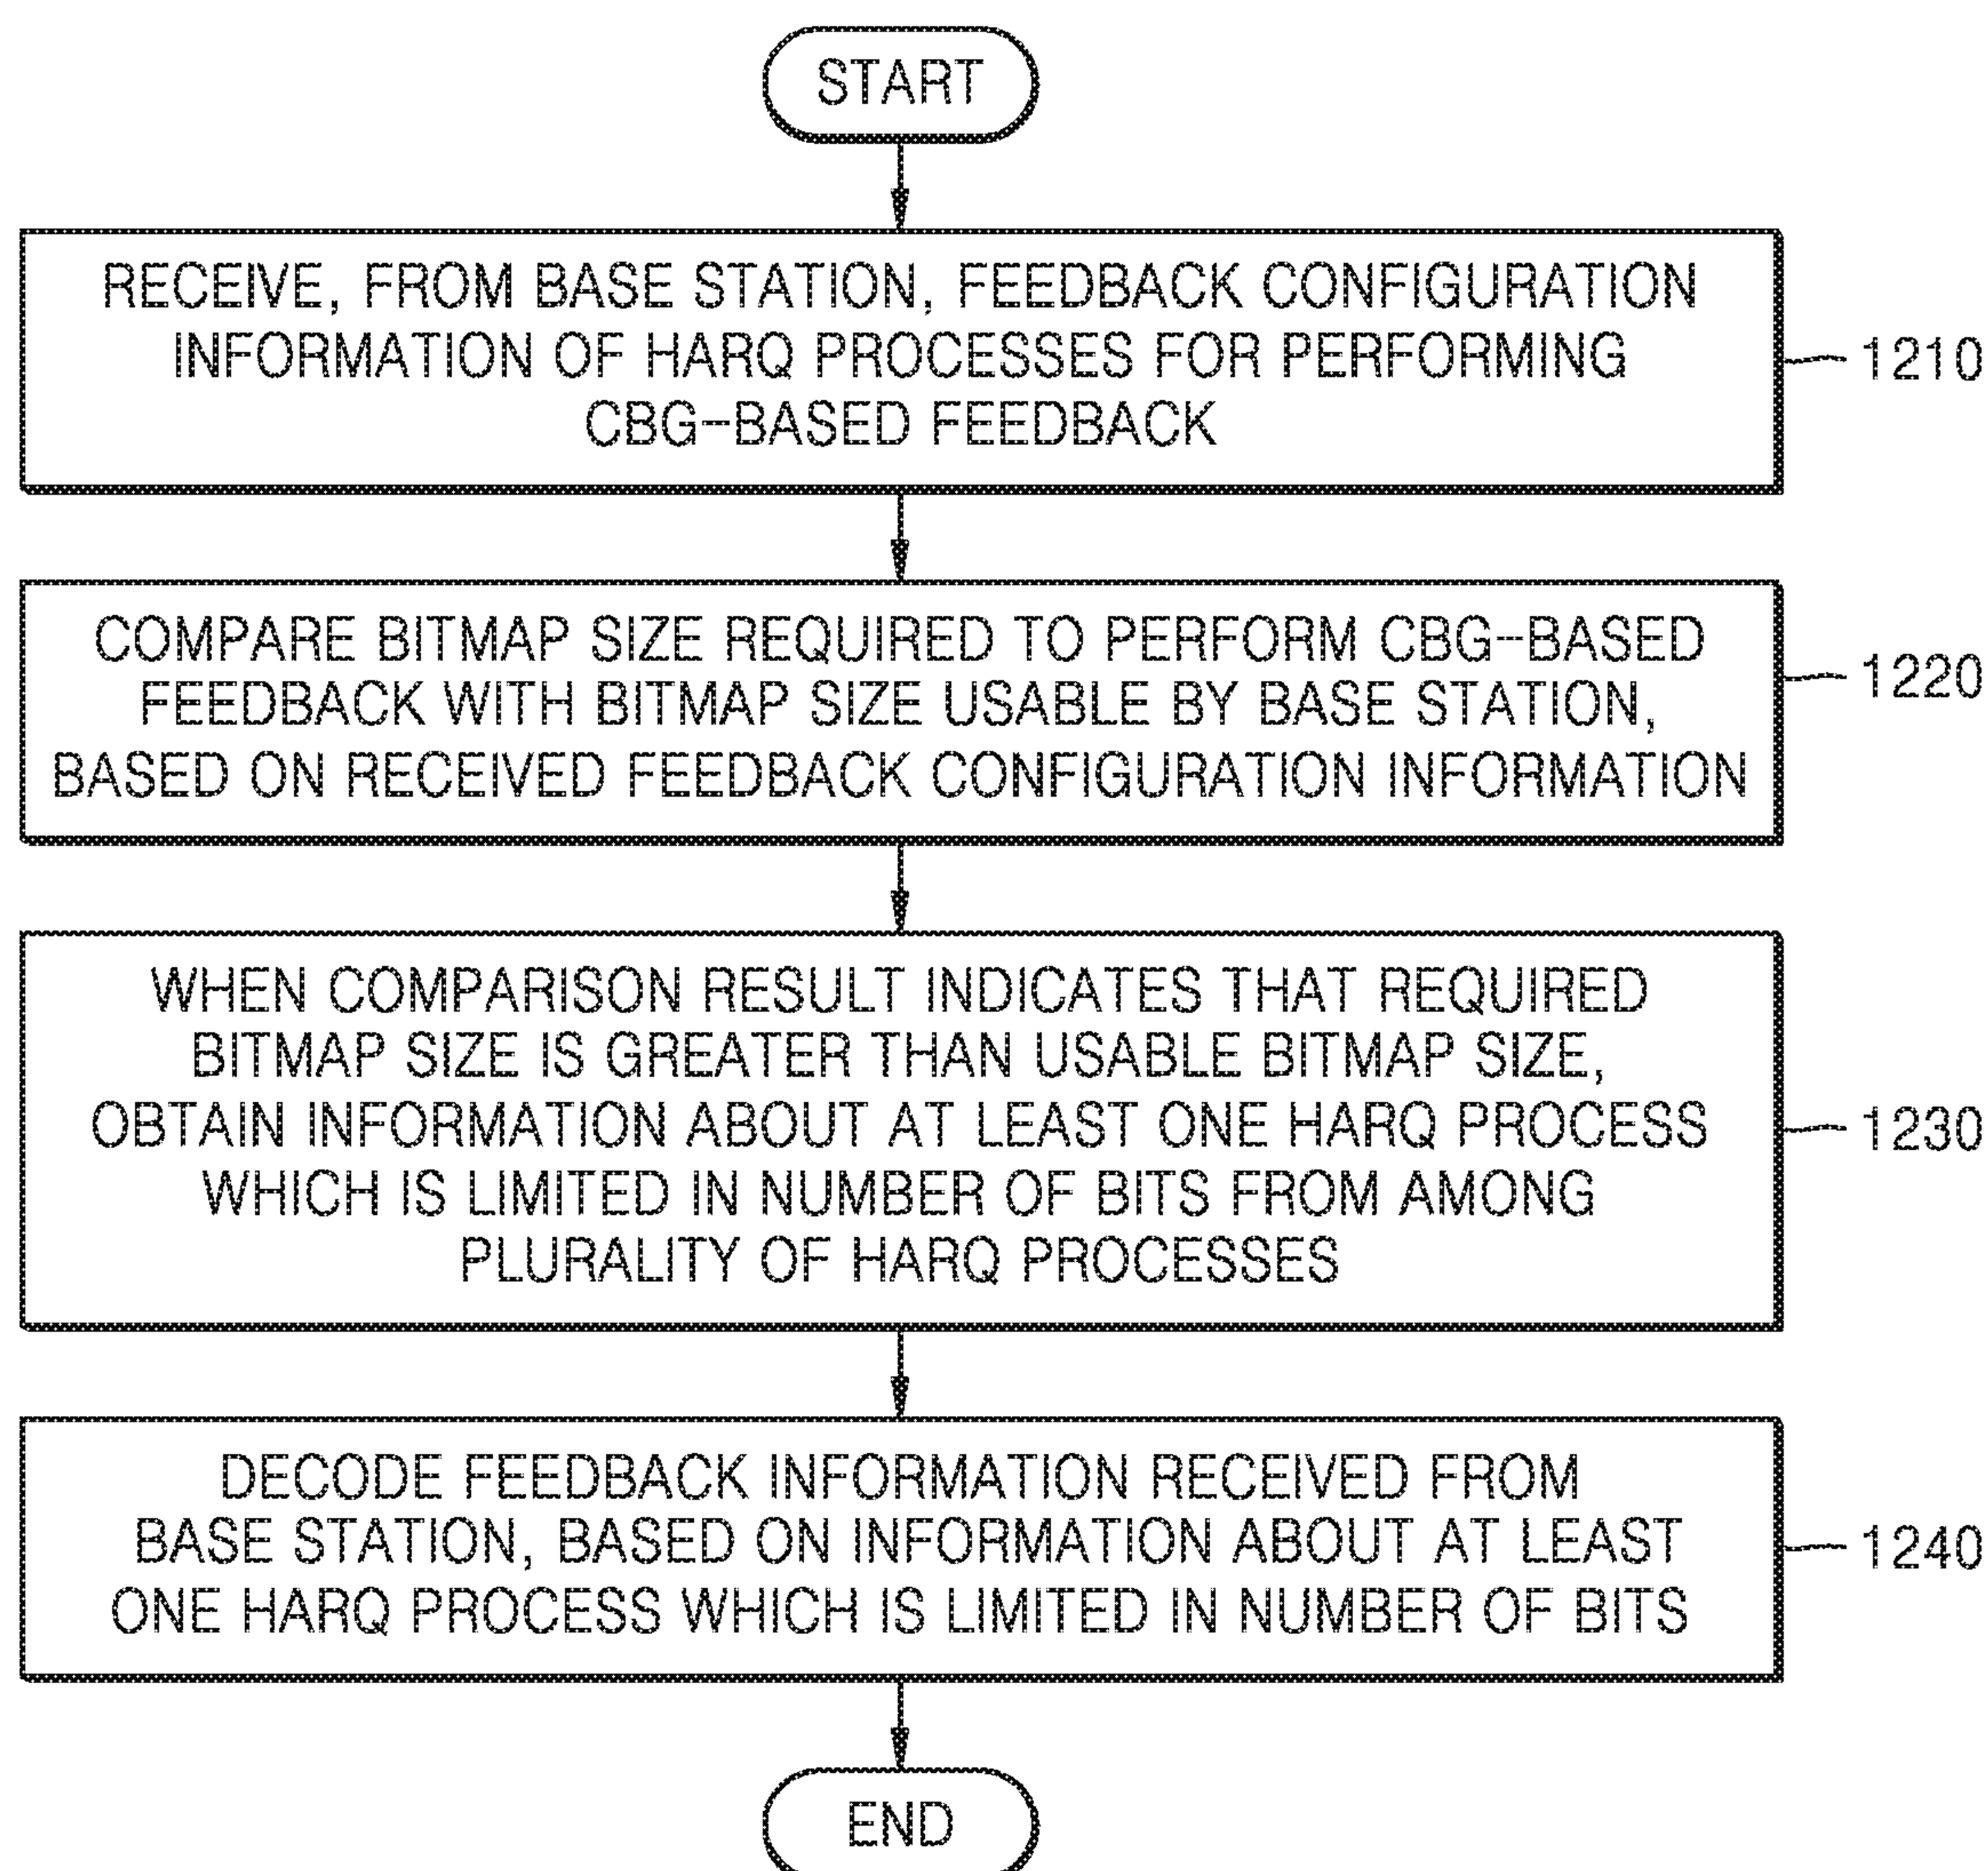 START
RECEIVE, FROM BASE STATION, FEEDBACK CONFIGURATION
INFORMATION OF HARQ PROCESSES FOR PERFORMING
CBG-BASED FEEDBACK
1210
COMPARE BITMAP SIZE REQUIRED TO PERFORM CBG-BASED
FEEDBACK WITH BITMAP SIZE USABLE BY BASE STATION,
BASED ON RECEIVED FEEDBACK CONFIGURATION INFORMATION
1220
WHEN COMPARISON RESULT INDICATES THAT REQUIRED
BITMAP SIZE IS GREATER THAN USABLE BITMAP SIZE,
OBTAIN INFORMATION ABOUT AT LEAST ONE HARQ PROCESS
WHICH IS LIMITED IN NUMBER OF BITS FROM AMONG
PLURALITY OF HARQ PROCESSES
1230
DECODE FEEDBACK INFORMATION RECEIVED FROM
BASE STATION, BASED ON INFORMATION ABOUT AT LEAST
ONE HARQ PROCESS WHICH IS LIMITED IN NUMBER OF BITS
1240
END